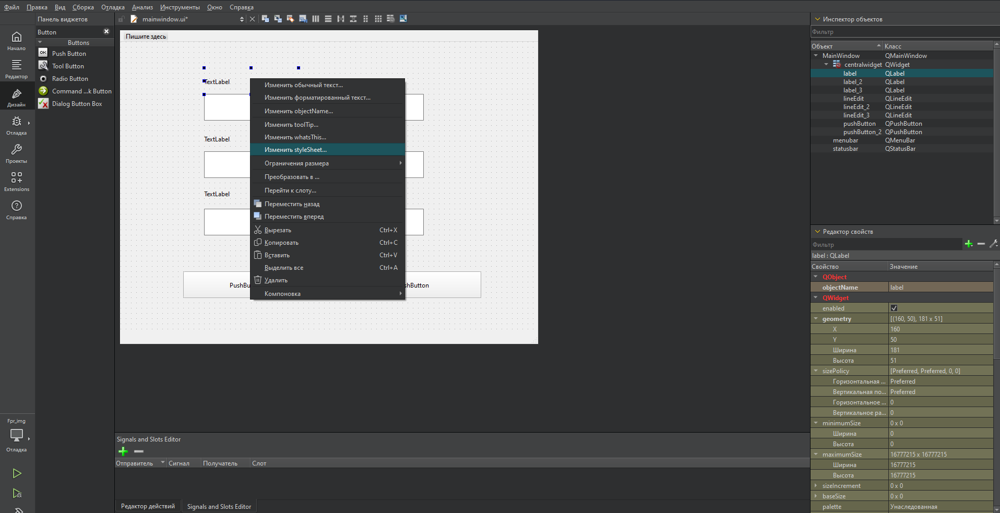 Файл Правка Вид Сборка Отладка Анализ Инструменты Окно Справка
Начало
Редактор
Дизайн
Отладка
Проекты
Extensions
Справка
Fpr_img
Отладка
Панель виджетов
Button
Buttons
Push Button
Tool Button
Radio Button
Command ...k Button
Dialog Button Box
mainwindow.ui*
Пишите здесь
TextLabel
TextLabel
TextLabel
PushBu
shButton
Изменить обычный текст...
Изменить форматированный текст...
Изменить objectName...
Изменить toolTip...
Изменить whatsThis...
Изменить styleSheet...
Ограничения размера
Преобразовать в ...
Перейти к слоту...
Переместить назад
Переместить вперед
Вырезать Ctrl+X
Копировать Ctrl+C
Вставить Ctrl+V
Выделить все Ctrl+A
Удалить
Компоновка
Signals and Slots Editor
Отправитель Сигнал Получатель Слот
Редактор действий Signals and Slots Editor
Инспектор объектов
Фильтр
Объект Класс
MainWindow QMainWindow
centralwidget QWidget
label QLabel
label_2 QLabel
label_3 QLabel
lineEdit QLineEdit
lineEdit_2 QLineEdit
lineEdit_3 QLineEdit
pushButton QPushButton
pushButton_2 QPushButton
menubar QMenuBar
statusbar QStatusBar
Редактор свойств
Фильтр
label : QLabel
Свойство Значение
QObject
objectName label
QWidget
enabled
geometry [(160, 50), 181 x 51]
X 160
Y 50
Ширина 181
Высота 51
sizePolicy [Preferred, Preferred, 0, 0]
Горизонтальная ... Preferred
Вертикальная по... Preferred
Горизонтальное ... 0
Вертикальное ра... 0
minimumSize 0 x 0
Ширина 0
Высота 0
maximumSize 16777215 x 16777215
Ширина 16777215
Высота 16777215
sizeIncrement 0 x 0
baseSize 0 x 0
palette Унаследованная